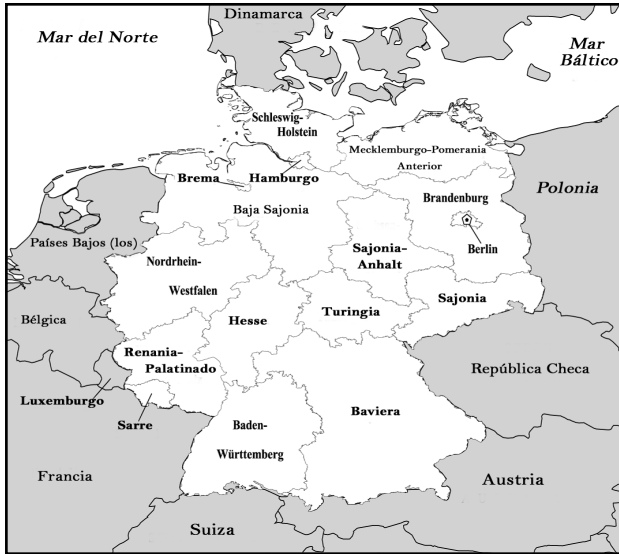 Dinamarca
Mar del Norte
Mar
Báltico
Schleswig-
Holstein
Mecklemburgo-Pomerania
Anterior
Brema
Hamburgo
Brandenburg
Polonia
Baja Sajonia
Países Bajos (los)
Sajonia-
Anhalt
Berlin
Nordrhein-
Westfalen
Sajonia
Bélgica
Hesse
Turingia
Renania-
Palatinado
República Checa
Luxemburgo
Sarre
Baviera
Baden-
Württemberg
Francia
Austria
Suiza